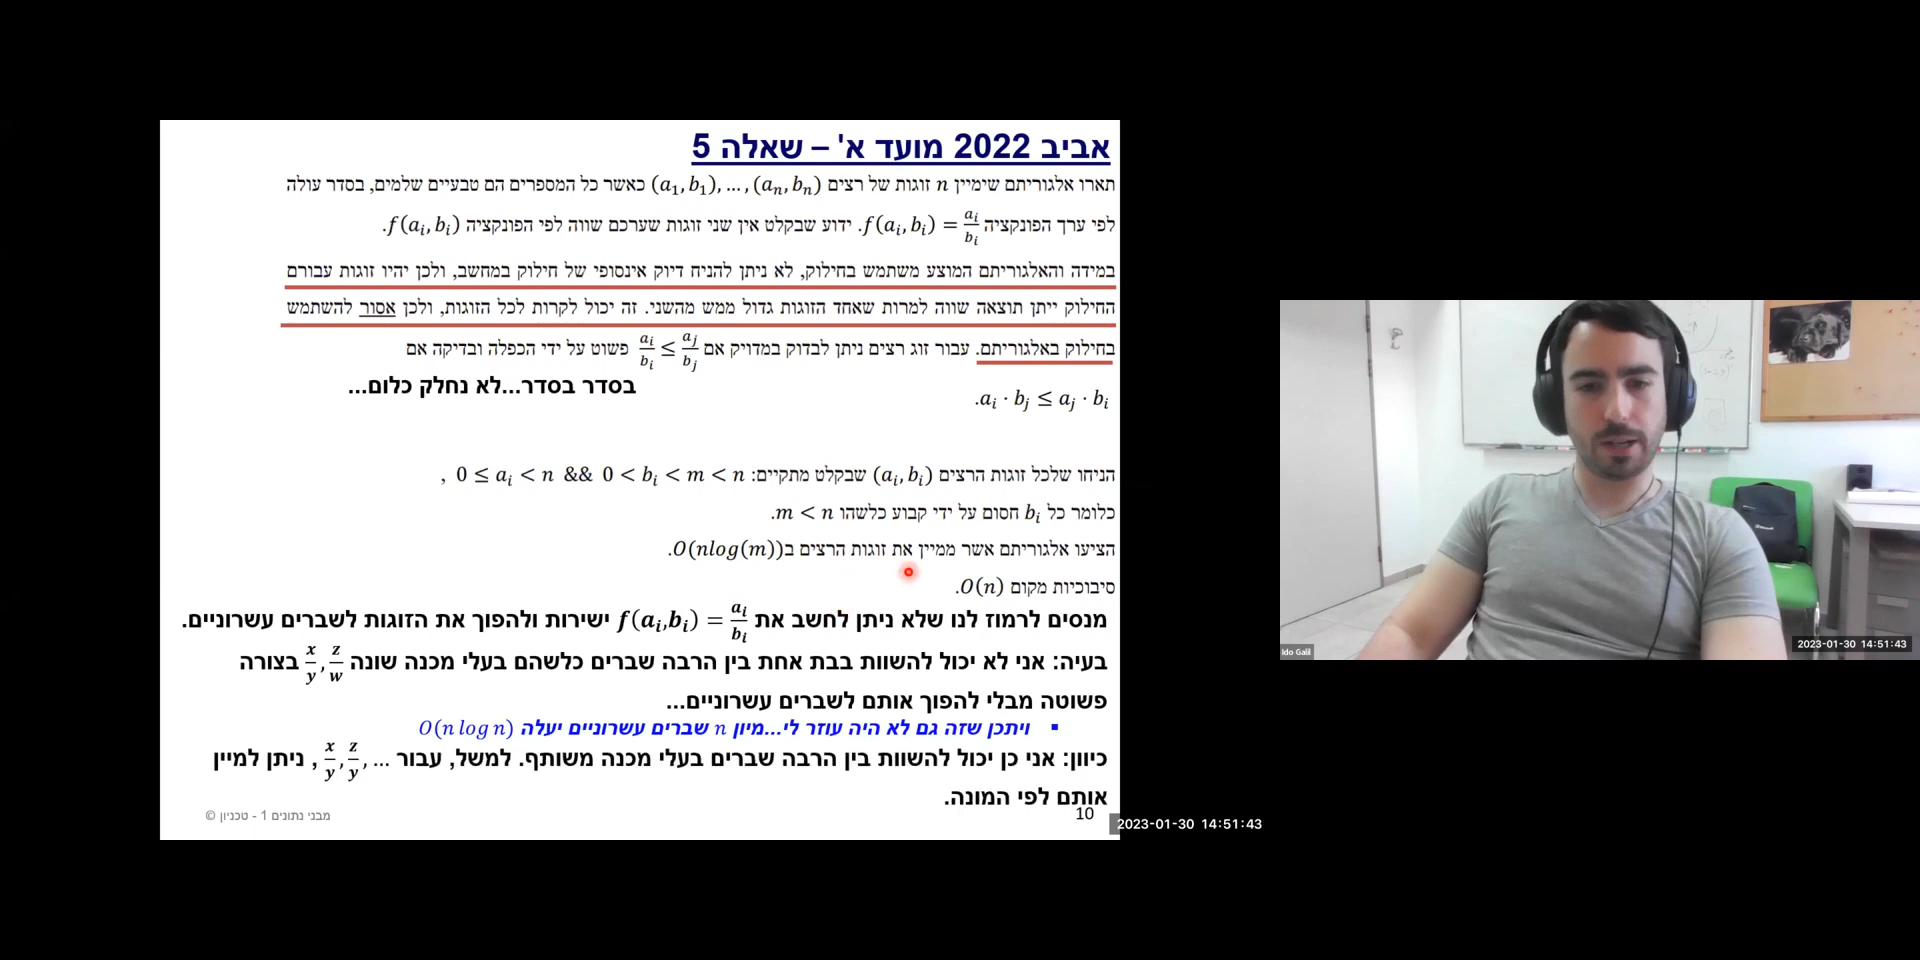 אביב 2022 מועד א' – שאלה 5
תארו אלגוריתם שימיין n זוגות של רצים (a₁,b₁),…,(aₙ,bₙ) כאשר כל המספרים הם טבעיים שלמים, בסדר עולה
לפי ערך הפונקציה f(aᵢ,bᵢ) = aᵢ/bᵢ. ידוע שבקלט אין שני זוגות שערכם שווה לפי הפונקציה f(aᵢ,bᵢ).
במידה והאלגוריתם המוצע משתמש בחילוק, לא ניתן להניח דיוק אינסופי של חילוק במחשב, ולכן יהיו זוגות עבורם
החילוק ייתן תוצאה שווה למרות שאחד הזוגות גדול ממש מהשני. זה יכול לקרות לכל הזוגות, ולכן אסור להשתמש
בחילוק באלגוריתם. עבור זוג רצים ניתן לבדוק במדויק אם aᵢ/bᵢ ≤ aⱼ/bⱼ פשוט על ידי הכפלה ובדיקה אם
בסדר בסדר...לא נחלק כלום...
aᵢ · bⱼ ≤ aⱼ · bᵢ.
הניחו שלכל זוגות הרצים (aᵢ,bᵢ) שבקלט מתקיים: 0 ≤ aᵢ < n && 0 < bᵢ < m < n ,
כלומר כל bᵢ חסום על ידי קבוע כלשהו m < n.
הציעו אלגוריתם אשר ממיין את זוגות הרצים ב O(nlog(m)).
סיבוכיות מקום O(n).
מנסים לרמוז לנו שלא ניתן לחשב את f(aᵢ,bᵢ) = aᵢ/bᵢ ישירות ולהפוך את הזוגות לשברים עשרוניים.
בעיה: אני לא יכול להשוות בבת אחת בין הרבה שברים כלשהם בעלי מכנה שונה x/y, z/w בצורה
פשוטה מבלי להפוך אותם לשברים עשרוניים...
▪ ויתכן שזה גם לא היה עוזר לי...מיון n שברים עשרוניים יעלה O(n log n)
כיוון: אני כן יכול להשוות בין הרבה שברים בעלי מכנה משותף. למשל, עבור x/y, z/y, … , ניתן למיין
אותם לפי המונה.
10
מבני נתונים 1 - טכניון ©
2023-01-30 14:51:43
Ido Galil
2023-01-30 14:51:43